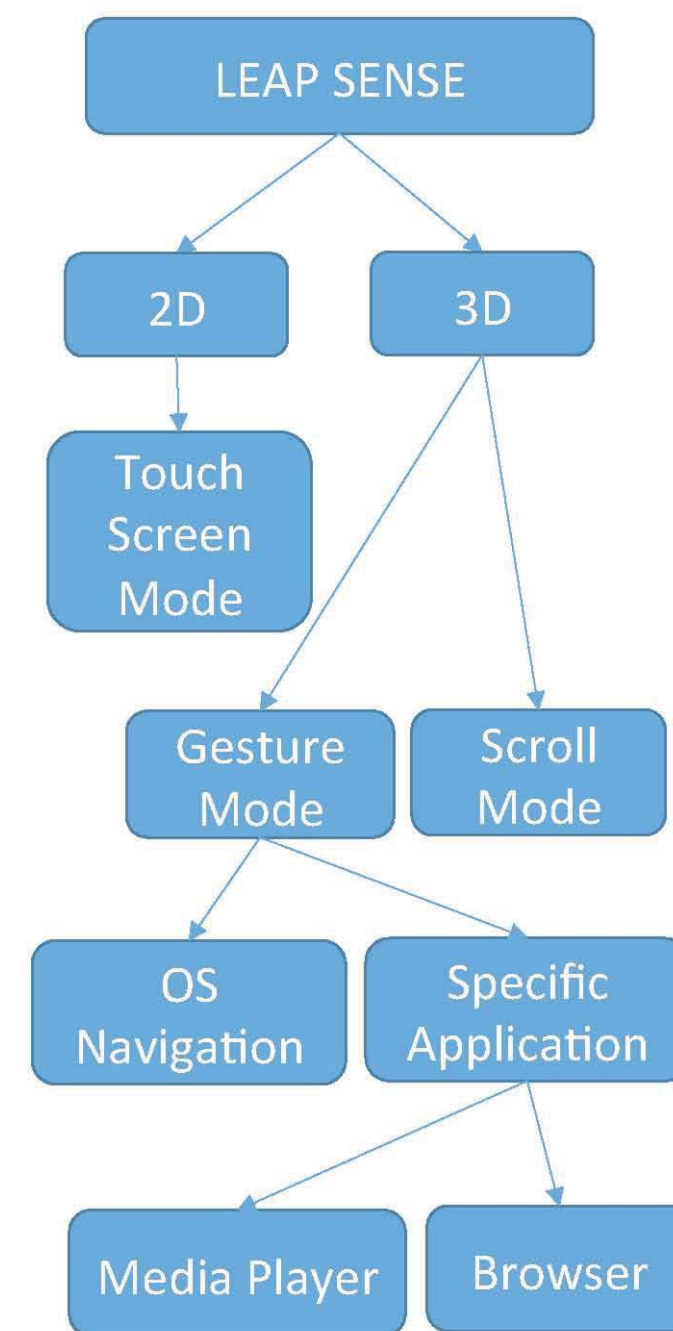 LEAP SENSE
2D
3D
Touch
Screen
Mode
Gesture
Mode
Scroll
Mode
OS
Navigation
Specific
Application
Media Player
Browser